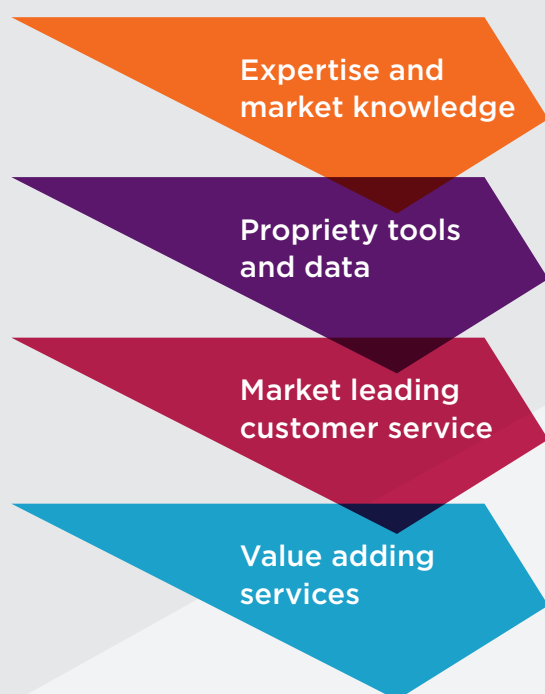 Expertise and
market knowledge
Propriety tools
and data
Market leading
customer service
Value adding
services